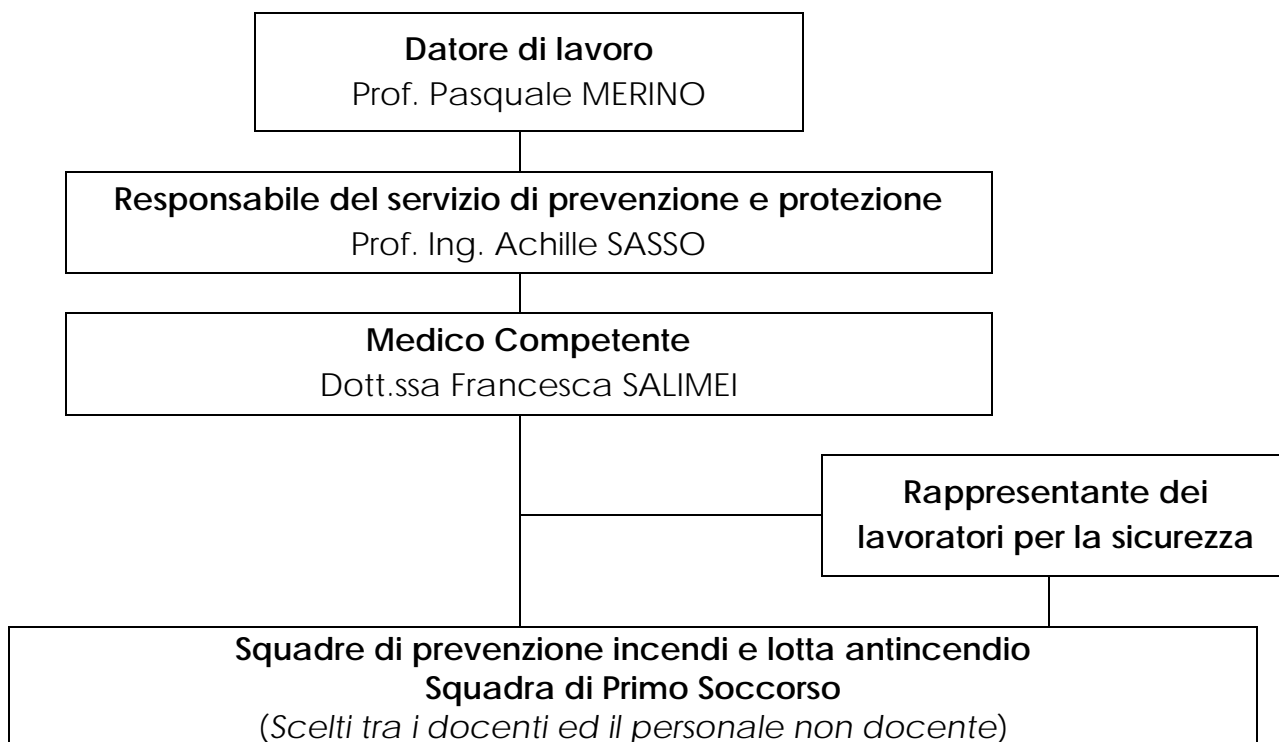 Datore di lavoro
Prof. Pasquale MERINO
Responsabile del servizio di prevenzione e protezione
Prof. Ing. Achille SASSO
Medico Competente
Dott.ssa Francesca SALIMEI
Rappresentante dei
lavoratori per la sicurezza
Squadre di prevenzione incendi e lotta antincendio
Squadra di Primo Soccorso
(Scelti tra i docenti ed il personale non docente)